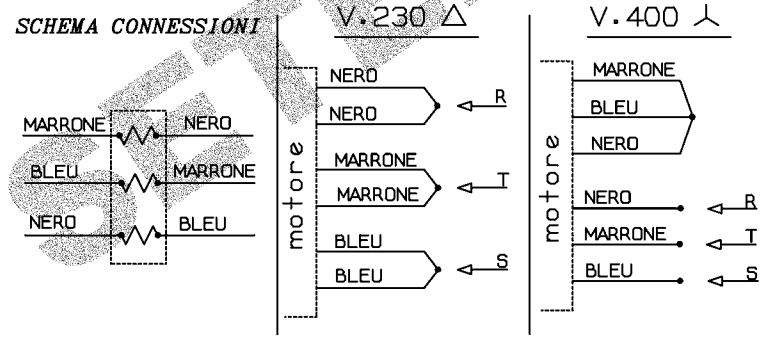 SCHEMA CONNESSIONI
MARRONE NERO
BLEU MARRONE
NERO BLEU
V.230 △
motore
NERO
NERO
R
MARRONE
MARRONE
T
BLEU
BLEU
S
V.400
motore
MARRONE
BLEU
NERO
NERO R
MARRONE T
BLEU S